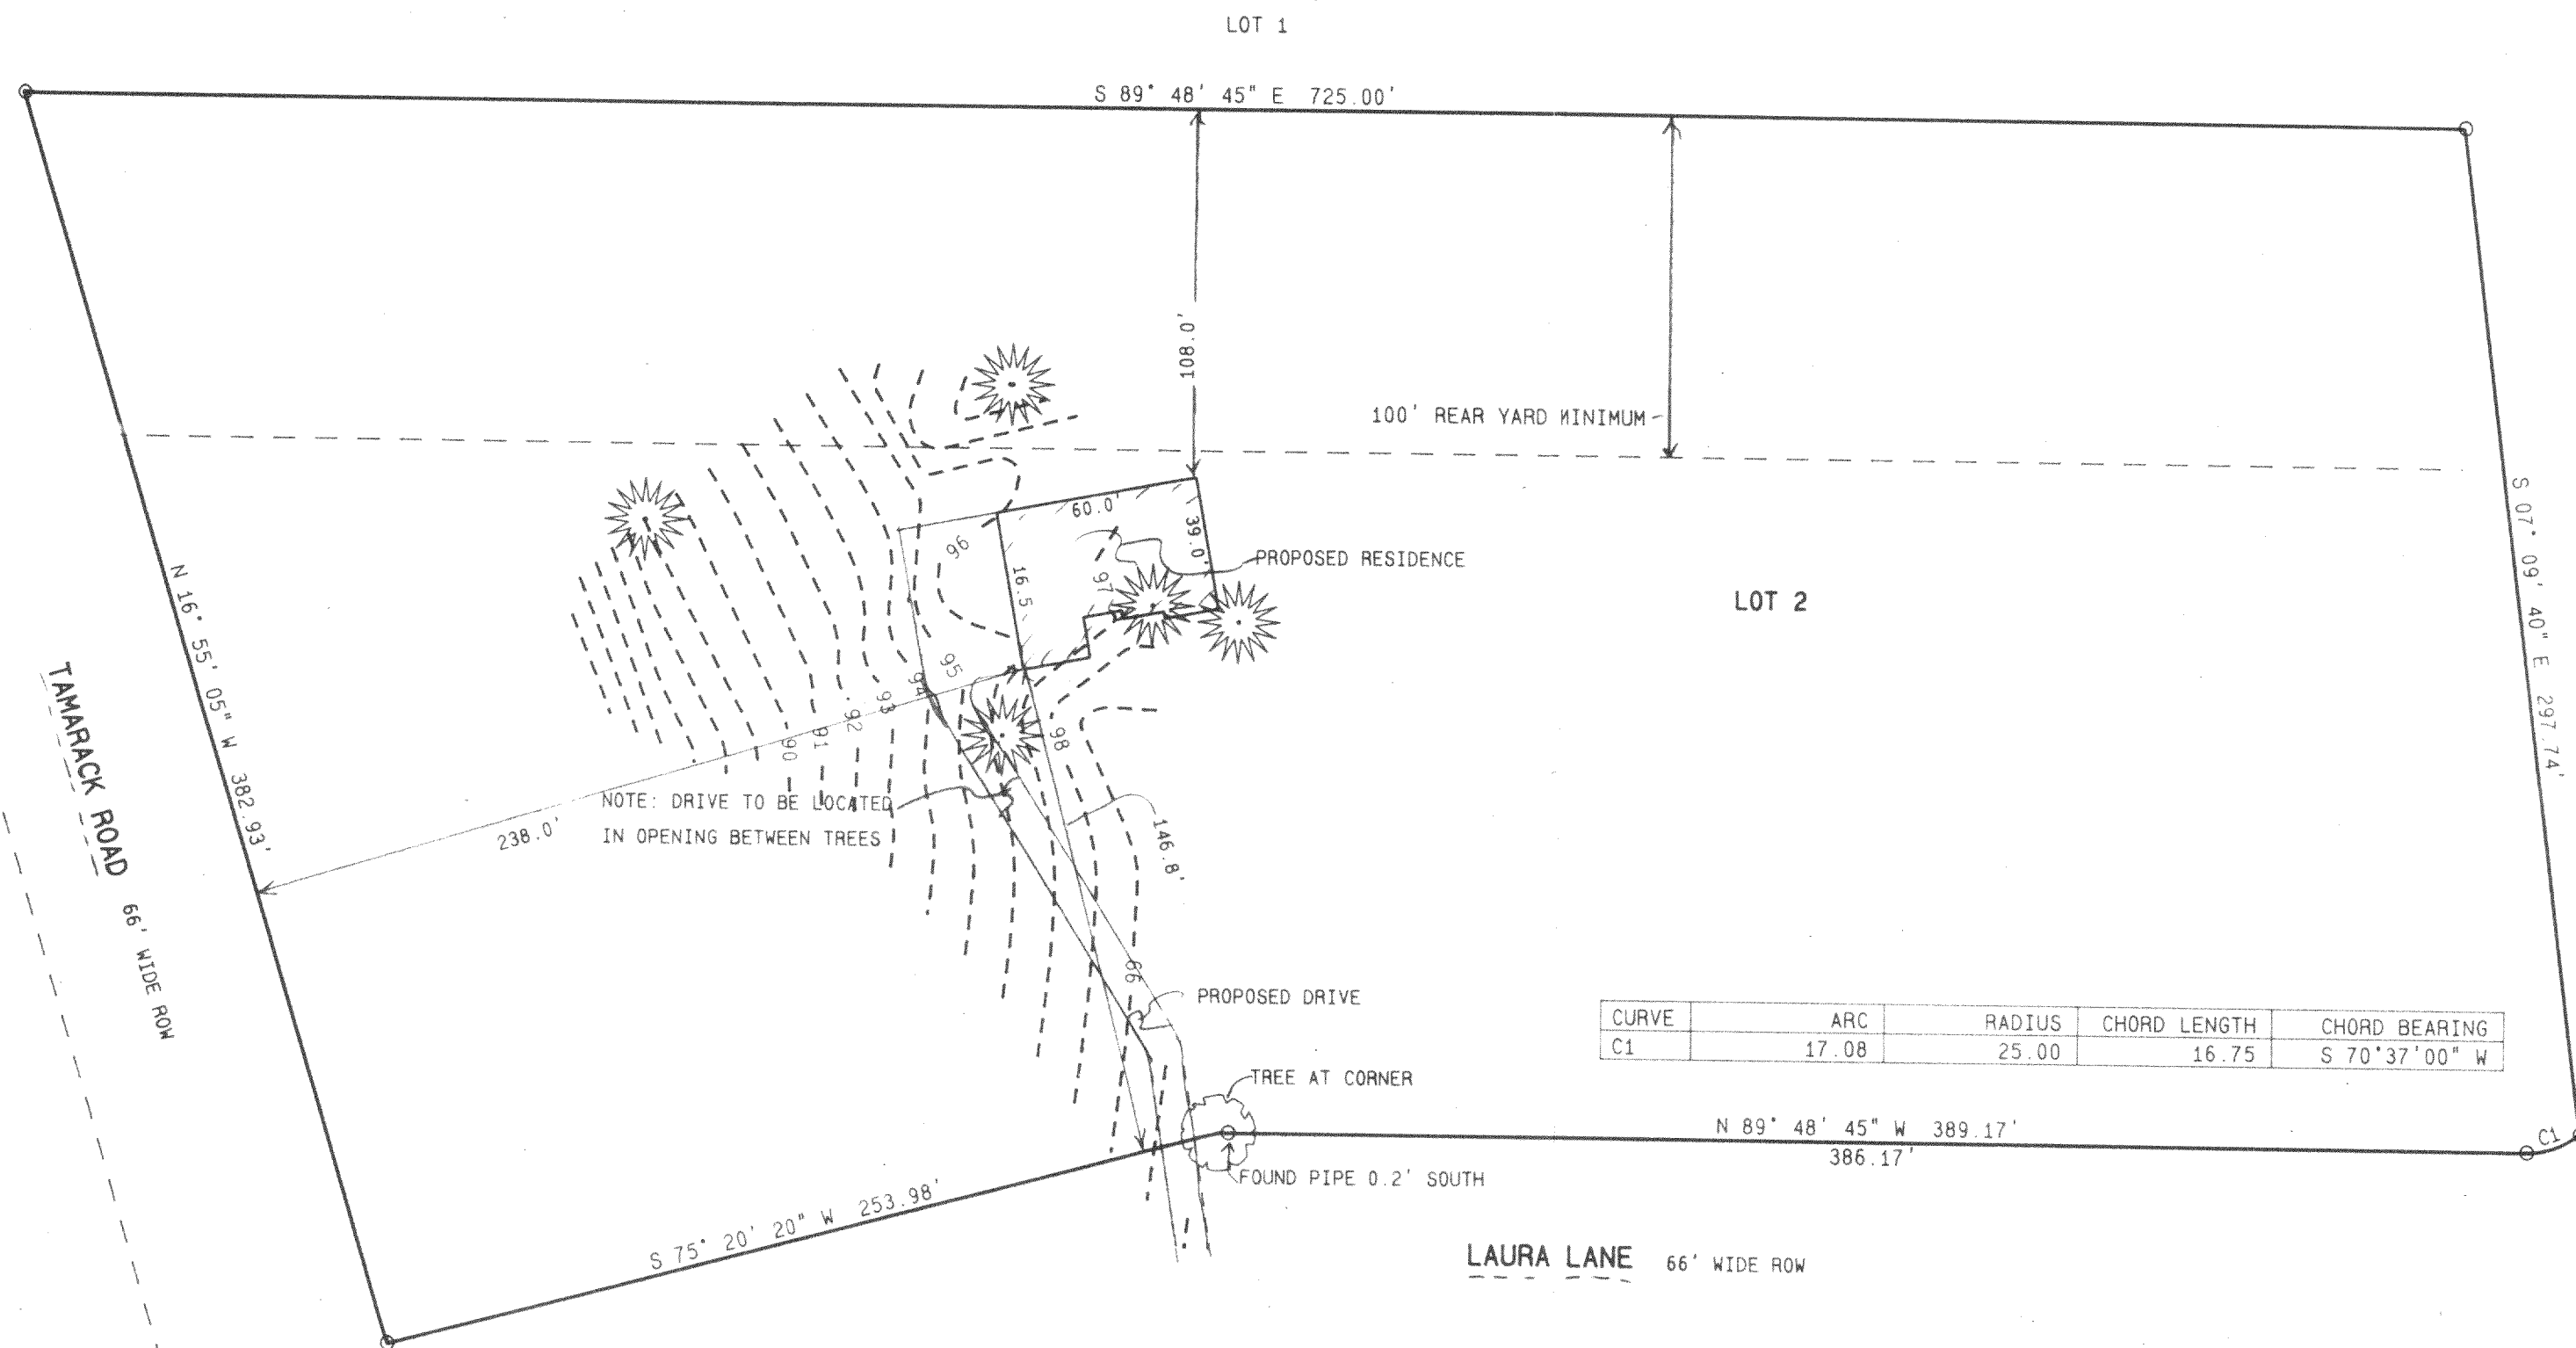 LOT 1
S 89° 48' 45" E 725.00'
108.0'
100' REAR YARD MINIMUM
60.0'
39.0'
16.5
PROPOSED RESIDENCE
LOT 2
S 07° 09' 40" E 297.74'
N 16° 55' 05" W 382.93'
TAMARACK ROAD 66' WIDE ROW
96
97
95
94
93
92
91
90
98
NOTE: DRIVE TO BE LOCATED
IN OPENING BETWEEN TREES
238.0'
146.8'
99
PROPOSED DRIVE
CURVE ARC RADIUS CHORD LENGTH CHORD BEARING
C1 17.08 25.00 16.75 S 70°37'00" W
TREE AT CORNER
N 89° 48' 45" W 389.17'
386.17'
C1
FOUND PIPE 0.2' SOUTH
S 75° 20' 20" W 253.98'
LAURA LANE 66' WIDE ROW